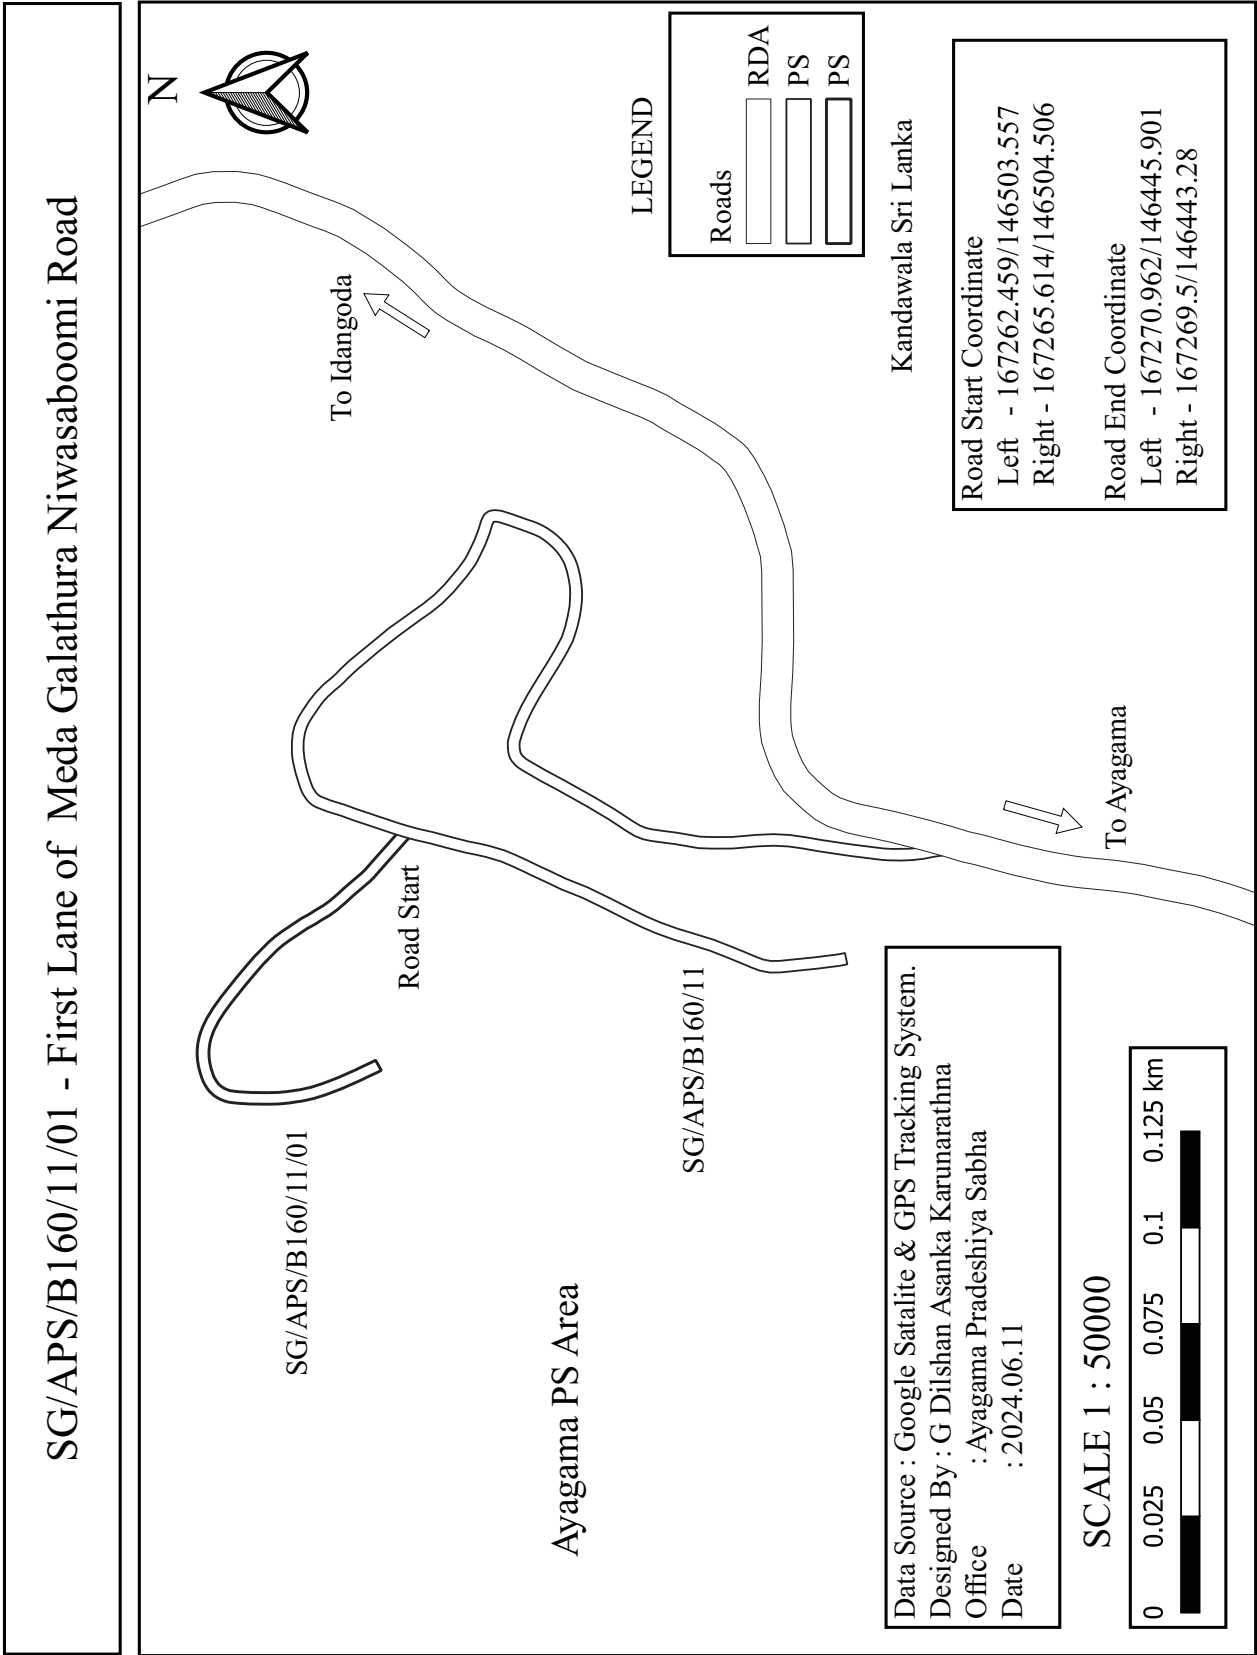 SG/APS/B160/11/01 - First Lane of  Meda Galathura Niwasaboomi Road
N
To Idangoda
LEGEND
Roads
RDA
PS
PS
Kandawala Sri Lanka
Road Start Coordinate
Left  - 167262.459/146503.557
Right - 167265.614/146504.506
Road End Coordinate
Left  - 167270.962/146445.901
Right - 167269.5/146443.28
Road Start
SG/APS/B160/11/01
SG/APS/B160/11
To Ayagama
Ayagama PS Area
Data Source : Google Satalite & GPS Tracking System.
Designed By : G Dilshan Asanka Karunarathna
Office : Ayagama Pradeshiya Sabha
Date : 2024.06.11
SCALE 1 : 50000
0 0.025 0.05 0.075 0.1 0.125 km